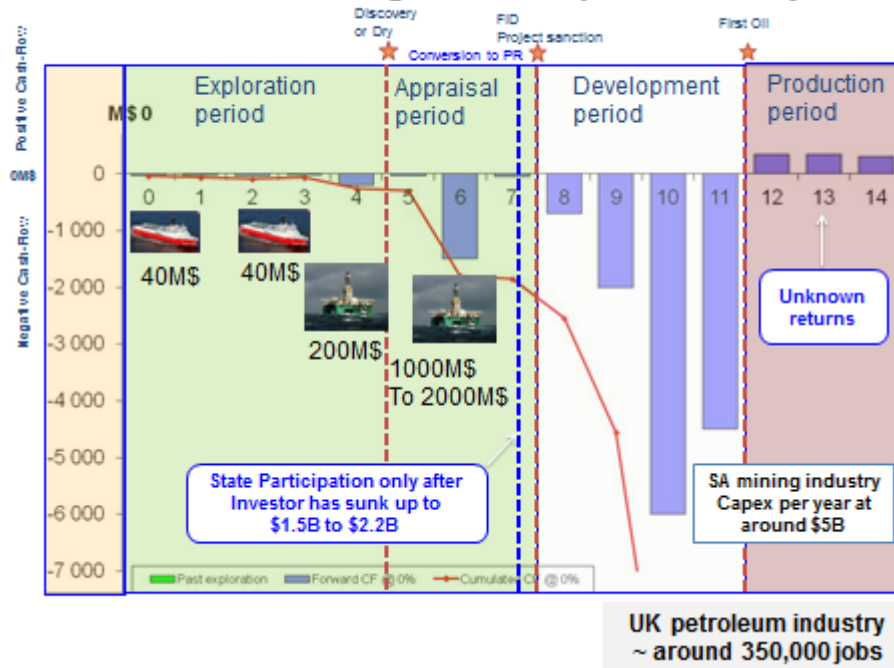 Discovery
or Dry
FID
Project sanction
First Oil
Conversion to PR
Positive Cash-Flow
Negative Cash-Flow
Exploration
period
Appraisal
period
Development
period
Production
period
M$ 0
0M$
0
-1 000
-2 000
-3 000
-4 000
-5 000
-6 000
-7 000
0 1 2 3 4 5 6 7 8 9 10 11 12 13 14
40M$
40M$
200M$
1000M$
To 2000M$
Unknown
returns
State Participation only after
Investor has sunk up to
$1.5B to $2.2B
SA mining industry
Capex per year at
around $5B
Past exploration
Forward CF @ 0%
Cumulated CF @ 0%
UK petroleum industry
~ around 350,000 jobs